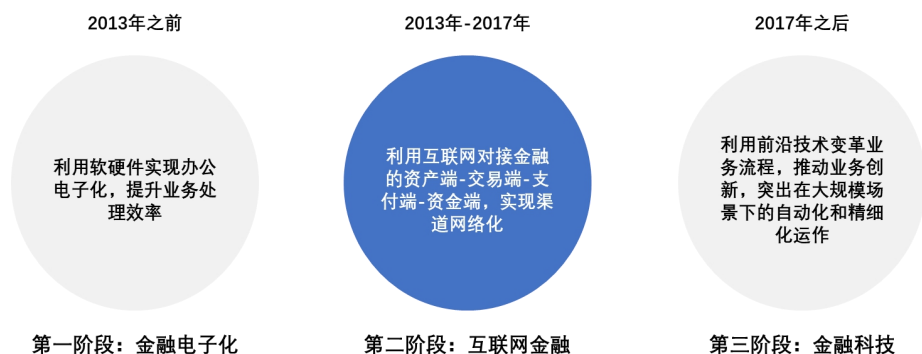 2013年之前
2013年-2017年
2017年之后
利用软硬件实现办公
电子化，提升业务处
理效率
利用互联网对接金融
的资产端-交易端-支
付端-资金端，实现渠
道网络化
利用前沿技术变革业
务流程，推动业务创
新，突出在大规模场
景下的自动化和精细
化运作
第一阶段：金融电子化
第二阶段：互联网金融
第三阶段：金融科技